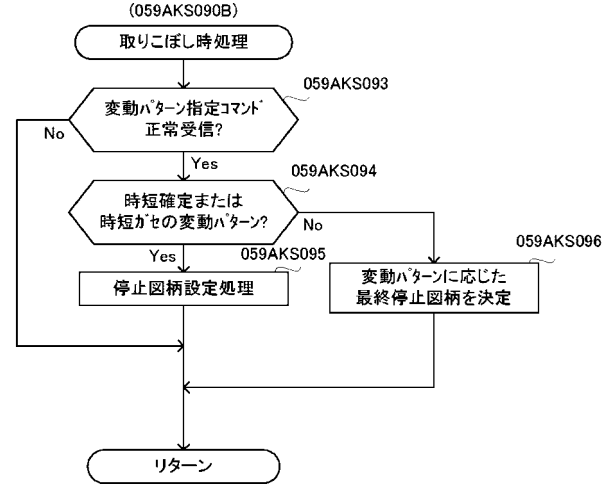 (059AKS090B)
取りこぼし時処理
059AKS093
変動ﾊﾟﾀｰﾝ指定ｺﾏﾝﾄﾞ
正常受信?
No
Yes
059AKS094
時短確定または
時短ｶﾞｾの変動ﾊﾟﾀｰﾝ?
No
Yes
059AKS095
059AKS096
停止図柄設定処理
変動ﾊﾟﾀｰﾝに応じた
最終停止図柄を決定
リターン